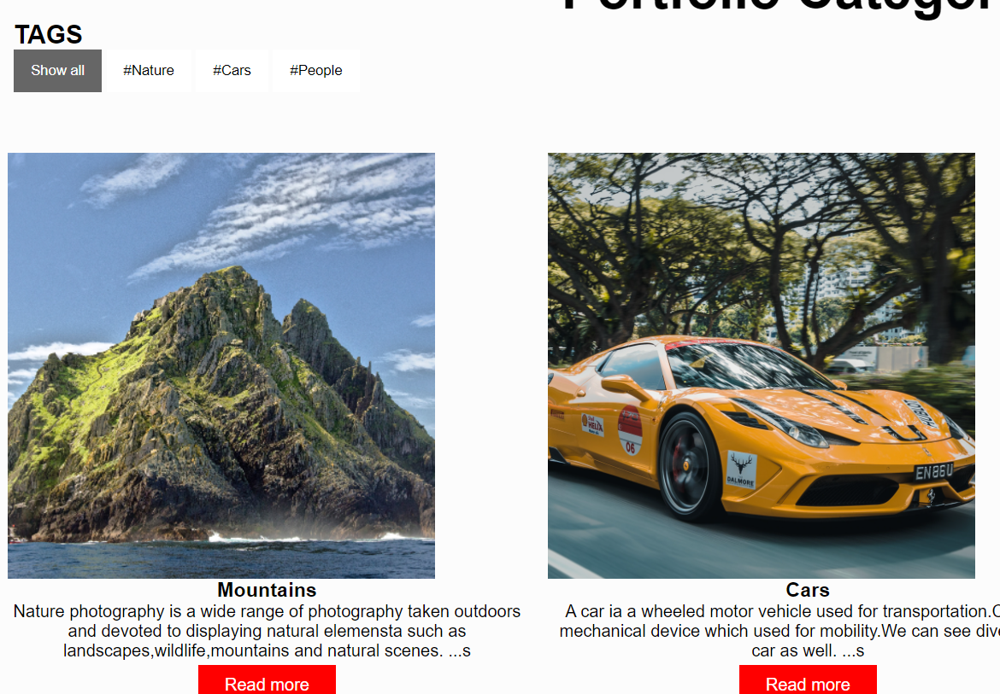 Portfolio Categor
TAGS
Show all
#Nature
#Cars
#People
HELIX
06
DALMORE
EN86U
Mountains
Nature photography is a wide range of photography taken outdoors
and devoted to displaying natural elemensta such as
landscapes,wildlife,mountains and natural scenes. ...s
Read more
Cars
A car ia a wheeled motor vehicle used for transportation.C
mechanical device which used for mobility.We can see dive
car as well. ...s
Read more